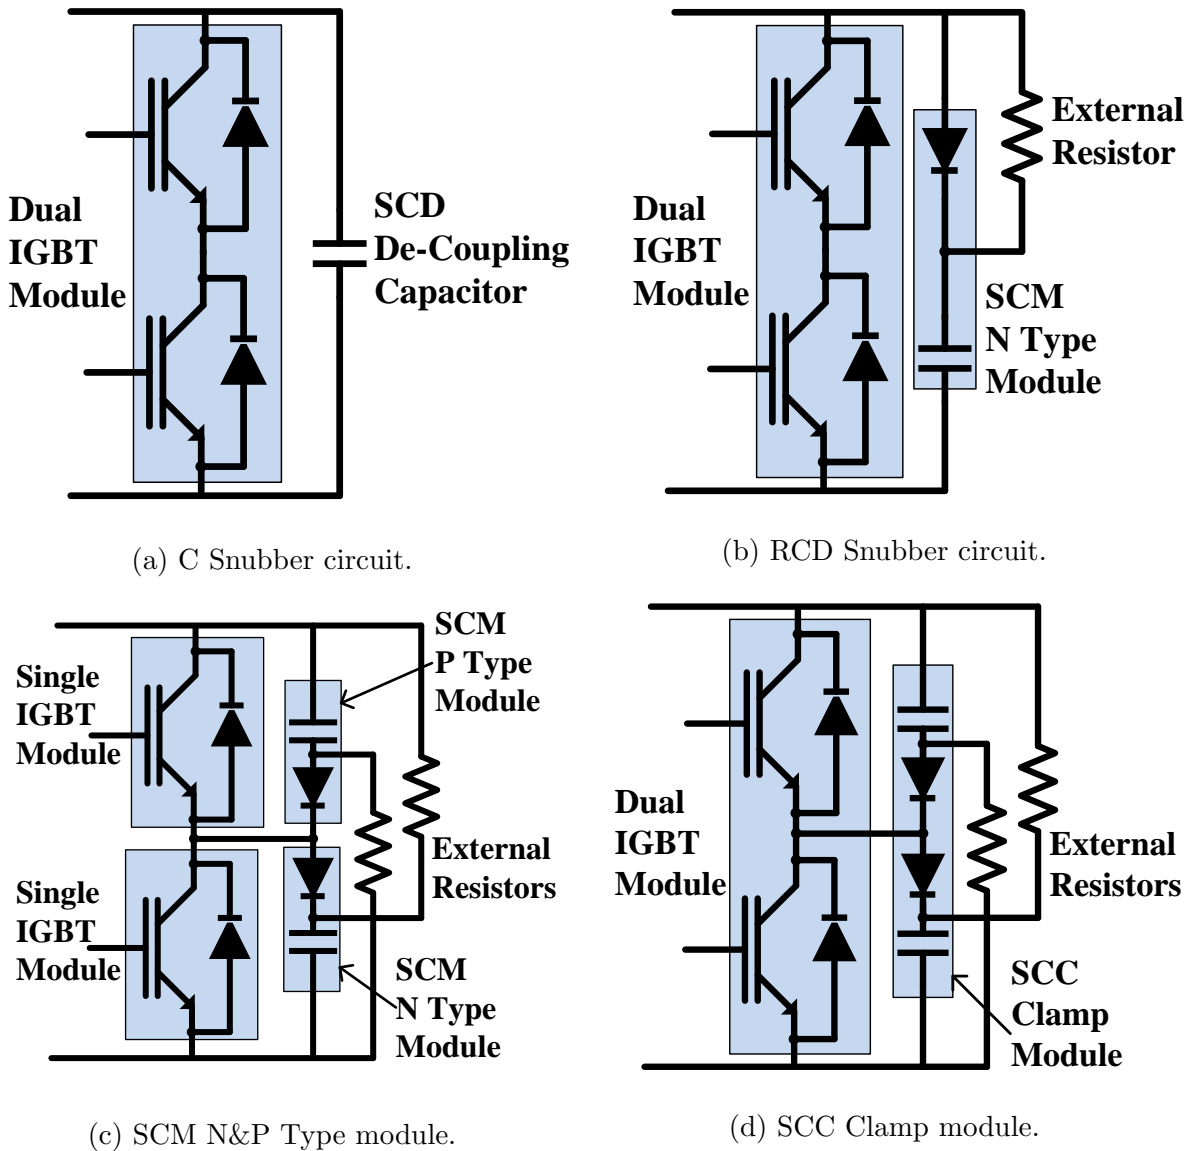 Dual
IGBT
Module
SCD
De-Coupling
Capacitor
(a) C Snubber circuit.
Dual
IGBT
Module
External
Resistor
SCM
N Type
Module
(b) RCD Snubber circuit.
Single
IGBT
Module
Single
IGBT
Module
SCM
P Type
Module
External
Resistors
SCM
N Type
Module
(c) SCM N&P Type module.
Dual
IGBT
Module
External
Resistors
SCC
Clamp
Module
(d) SCC Clamp module.